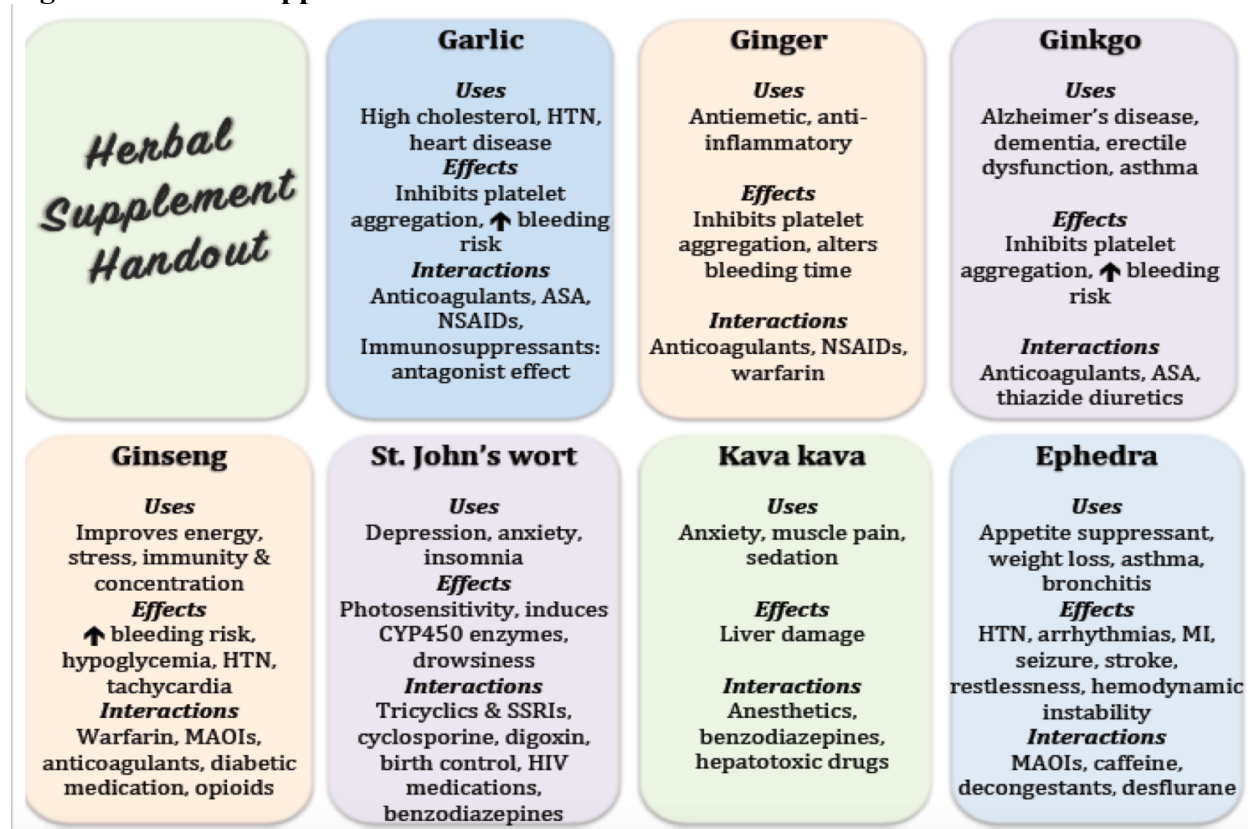 Herbal
Supplement
Handout
Garlic
Uses
High cholesterol, HTN,
heart disease
Effects
Inhibits platelet
aggregation, ↑ bleeding
risk
Interactions
Anticoagulants, ASA,
NSAIDs,
Immunosuppressants:
antagonist effect
Ginger
Uses
Antiemetic, anti-
inflammatory
Effects
Inhibits platelet
aggregation, alters
bleeding time
Interactions
Anticoagulants, NSAIDs,
warfarin
Ginkgo
Uses
Alzheimer's disease,
dementia, erectile
dysfunction, asthma
Effects
Inhibits platelet
aggregation, ↑ bleeding
risk
Interactions
Anticoagulants, ASA,
thiazide diuretics
Ginseng
Uses
Improves energy,
stress, immunity &
concentration
Effects
↑ bleeding risk,
hypoglycemia, HTN,
tachycardia
Interactions
Warfarin, MAOIs,
anticoagulants, diabetic
medication, opioids
St. John's wort
Uses
Depression, anxiety,
insomnia
Effects
Photosensitivity, induces
CYP450 enzymes,
drowsiness
Interactions
Tricyclics & SSRIs,
cyclosporine, digoxin,
birth control, HIV
medications,
benzodiazepines
Kava kava
Uses
Anxiety, muscle pain,
sedation
Effects
Liver damage
Interactions
Anesthetics,
benzodiazepines,
hepatotoxic drugs
Ephedra
Uses
Appetite suppressant,
weight loss, asthma,
bronchitis
Effects
HTN, arrhythmias, MI,
seizure, stroke,
restlessness, hemodynamic
instability
Interactions
MAOIs, caffeine,
decongestants, desflurane